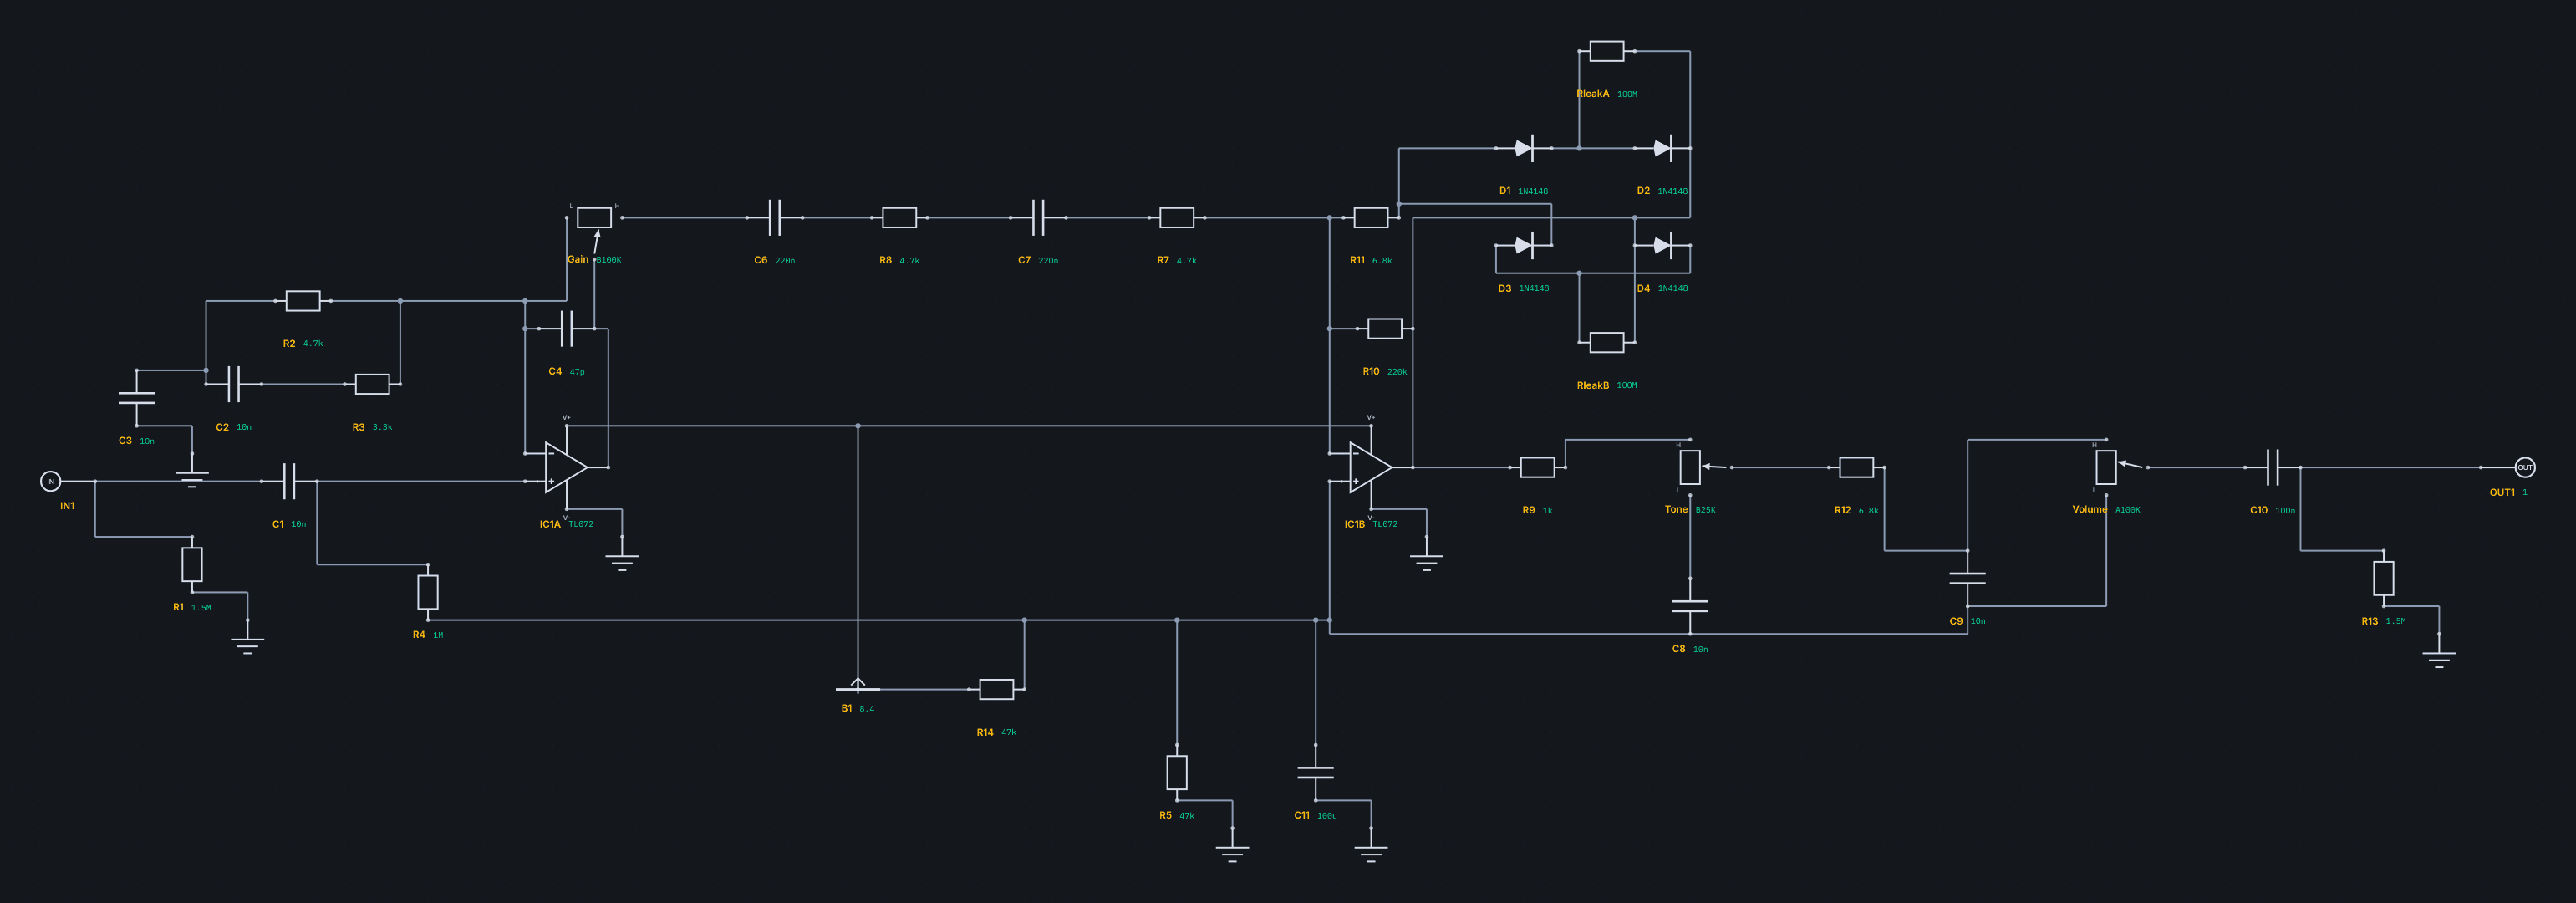 RleakA 100M
D1 1N4148
D2 1N4148
L
H
Gain B100K
C6 220n
R8 4.7k
C7 220n
R7 4.7k
R11 6.8k
D3 1N4148
D4 1N4148
R2 4.7k
C4 47p
R10 220k
RleakB 100M
C3 10n
C2 10n
R3 3.3k
V+
V+
H
H
IN
IN1
C1 10n
-
+
V-
IC1A TL072
-
+
V-
IC1B TL072
R9 1k
L
Tone B25K
R12 6.8k
L
Volume A100K
C10 100n
OUT
OUT1 1
R1 1.5M
R4 1M
C8 10n
C9 10n
R13 1.5M
B1 8.4
R14 47k
R5 47k
C11 100u